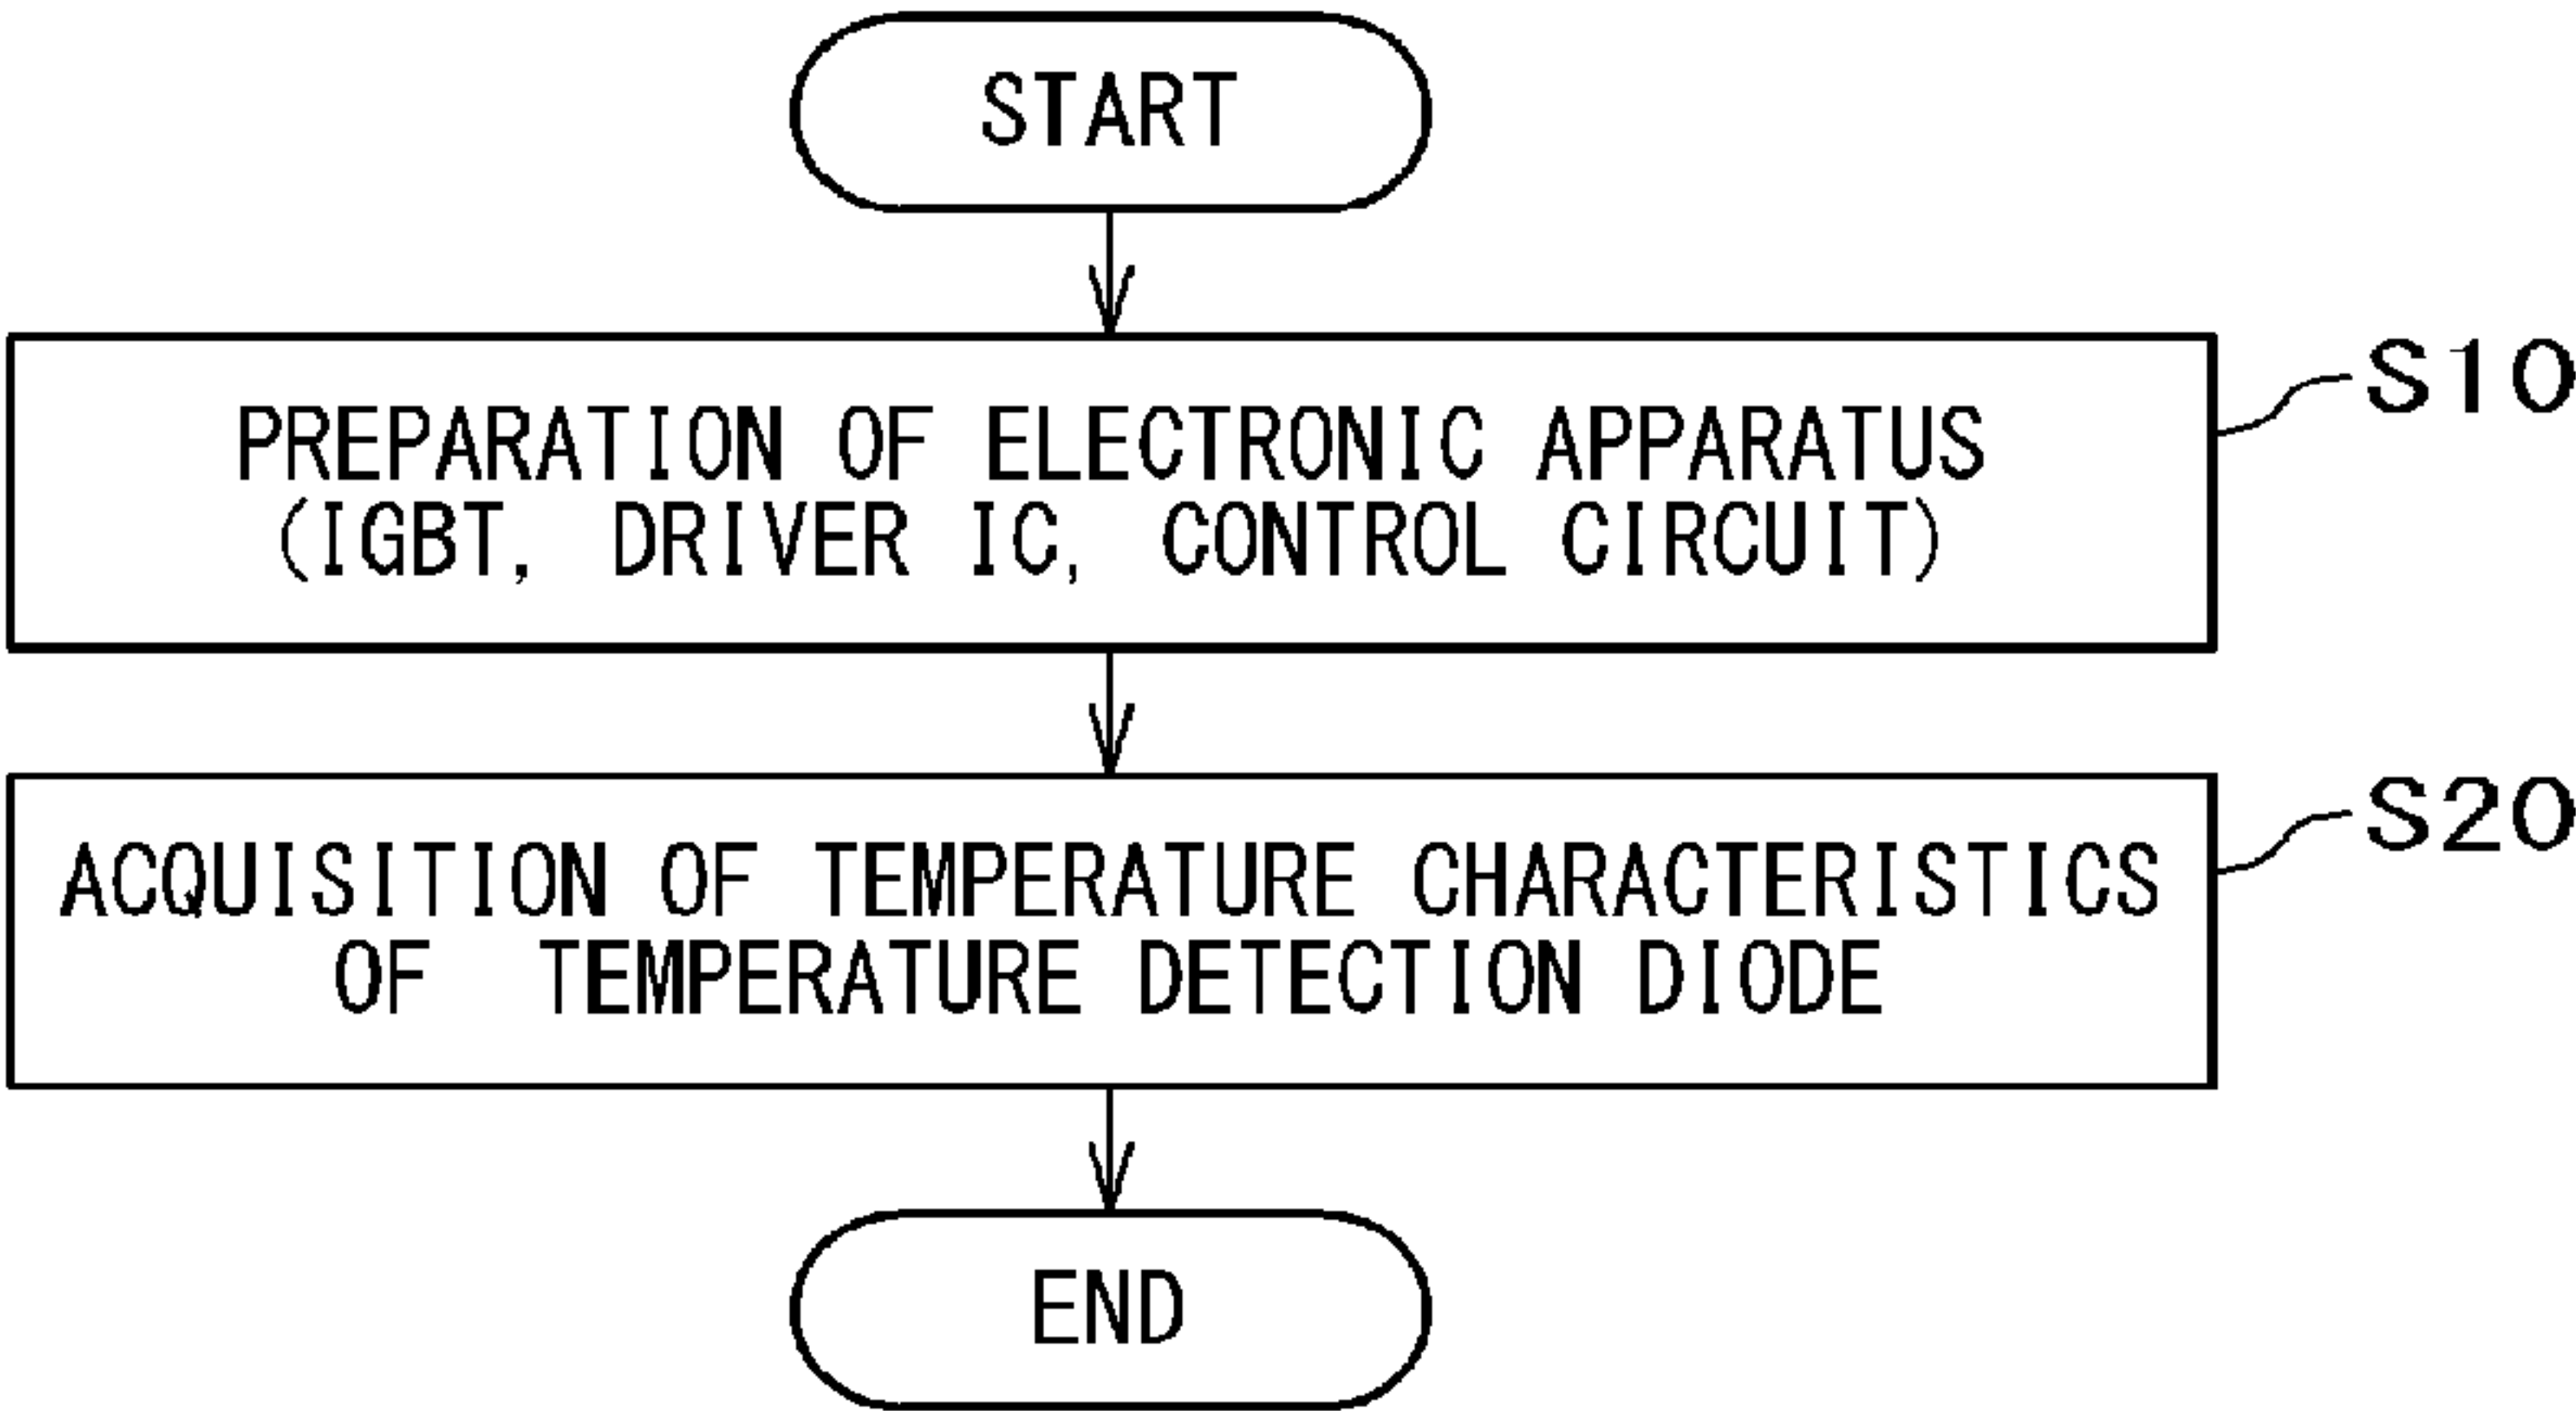 START
PREPARATION OF ELECTRONIC APPARATUS
(IGBT, DRIVER IC, CONTROL CIRCUIT)
S10
ACQUISITION OF TEMPERATURE CHARACTERISTICS
OF TEMPERATURE DETECTION DIODE
S20
END